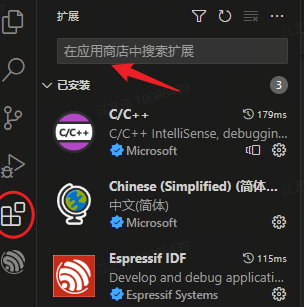 扩展
在应用商店中搜索扩展
已安装 3
C/C++ 179ms
C/C++
C/C++ IntelliSense, debuggin...
Microsoft
Chinese (Simplified) (简体...
中文(简体)
Microsoft
Espressif IDF 115ms
Develop and debug applicati...
Espressif Systems